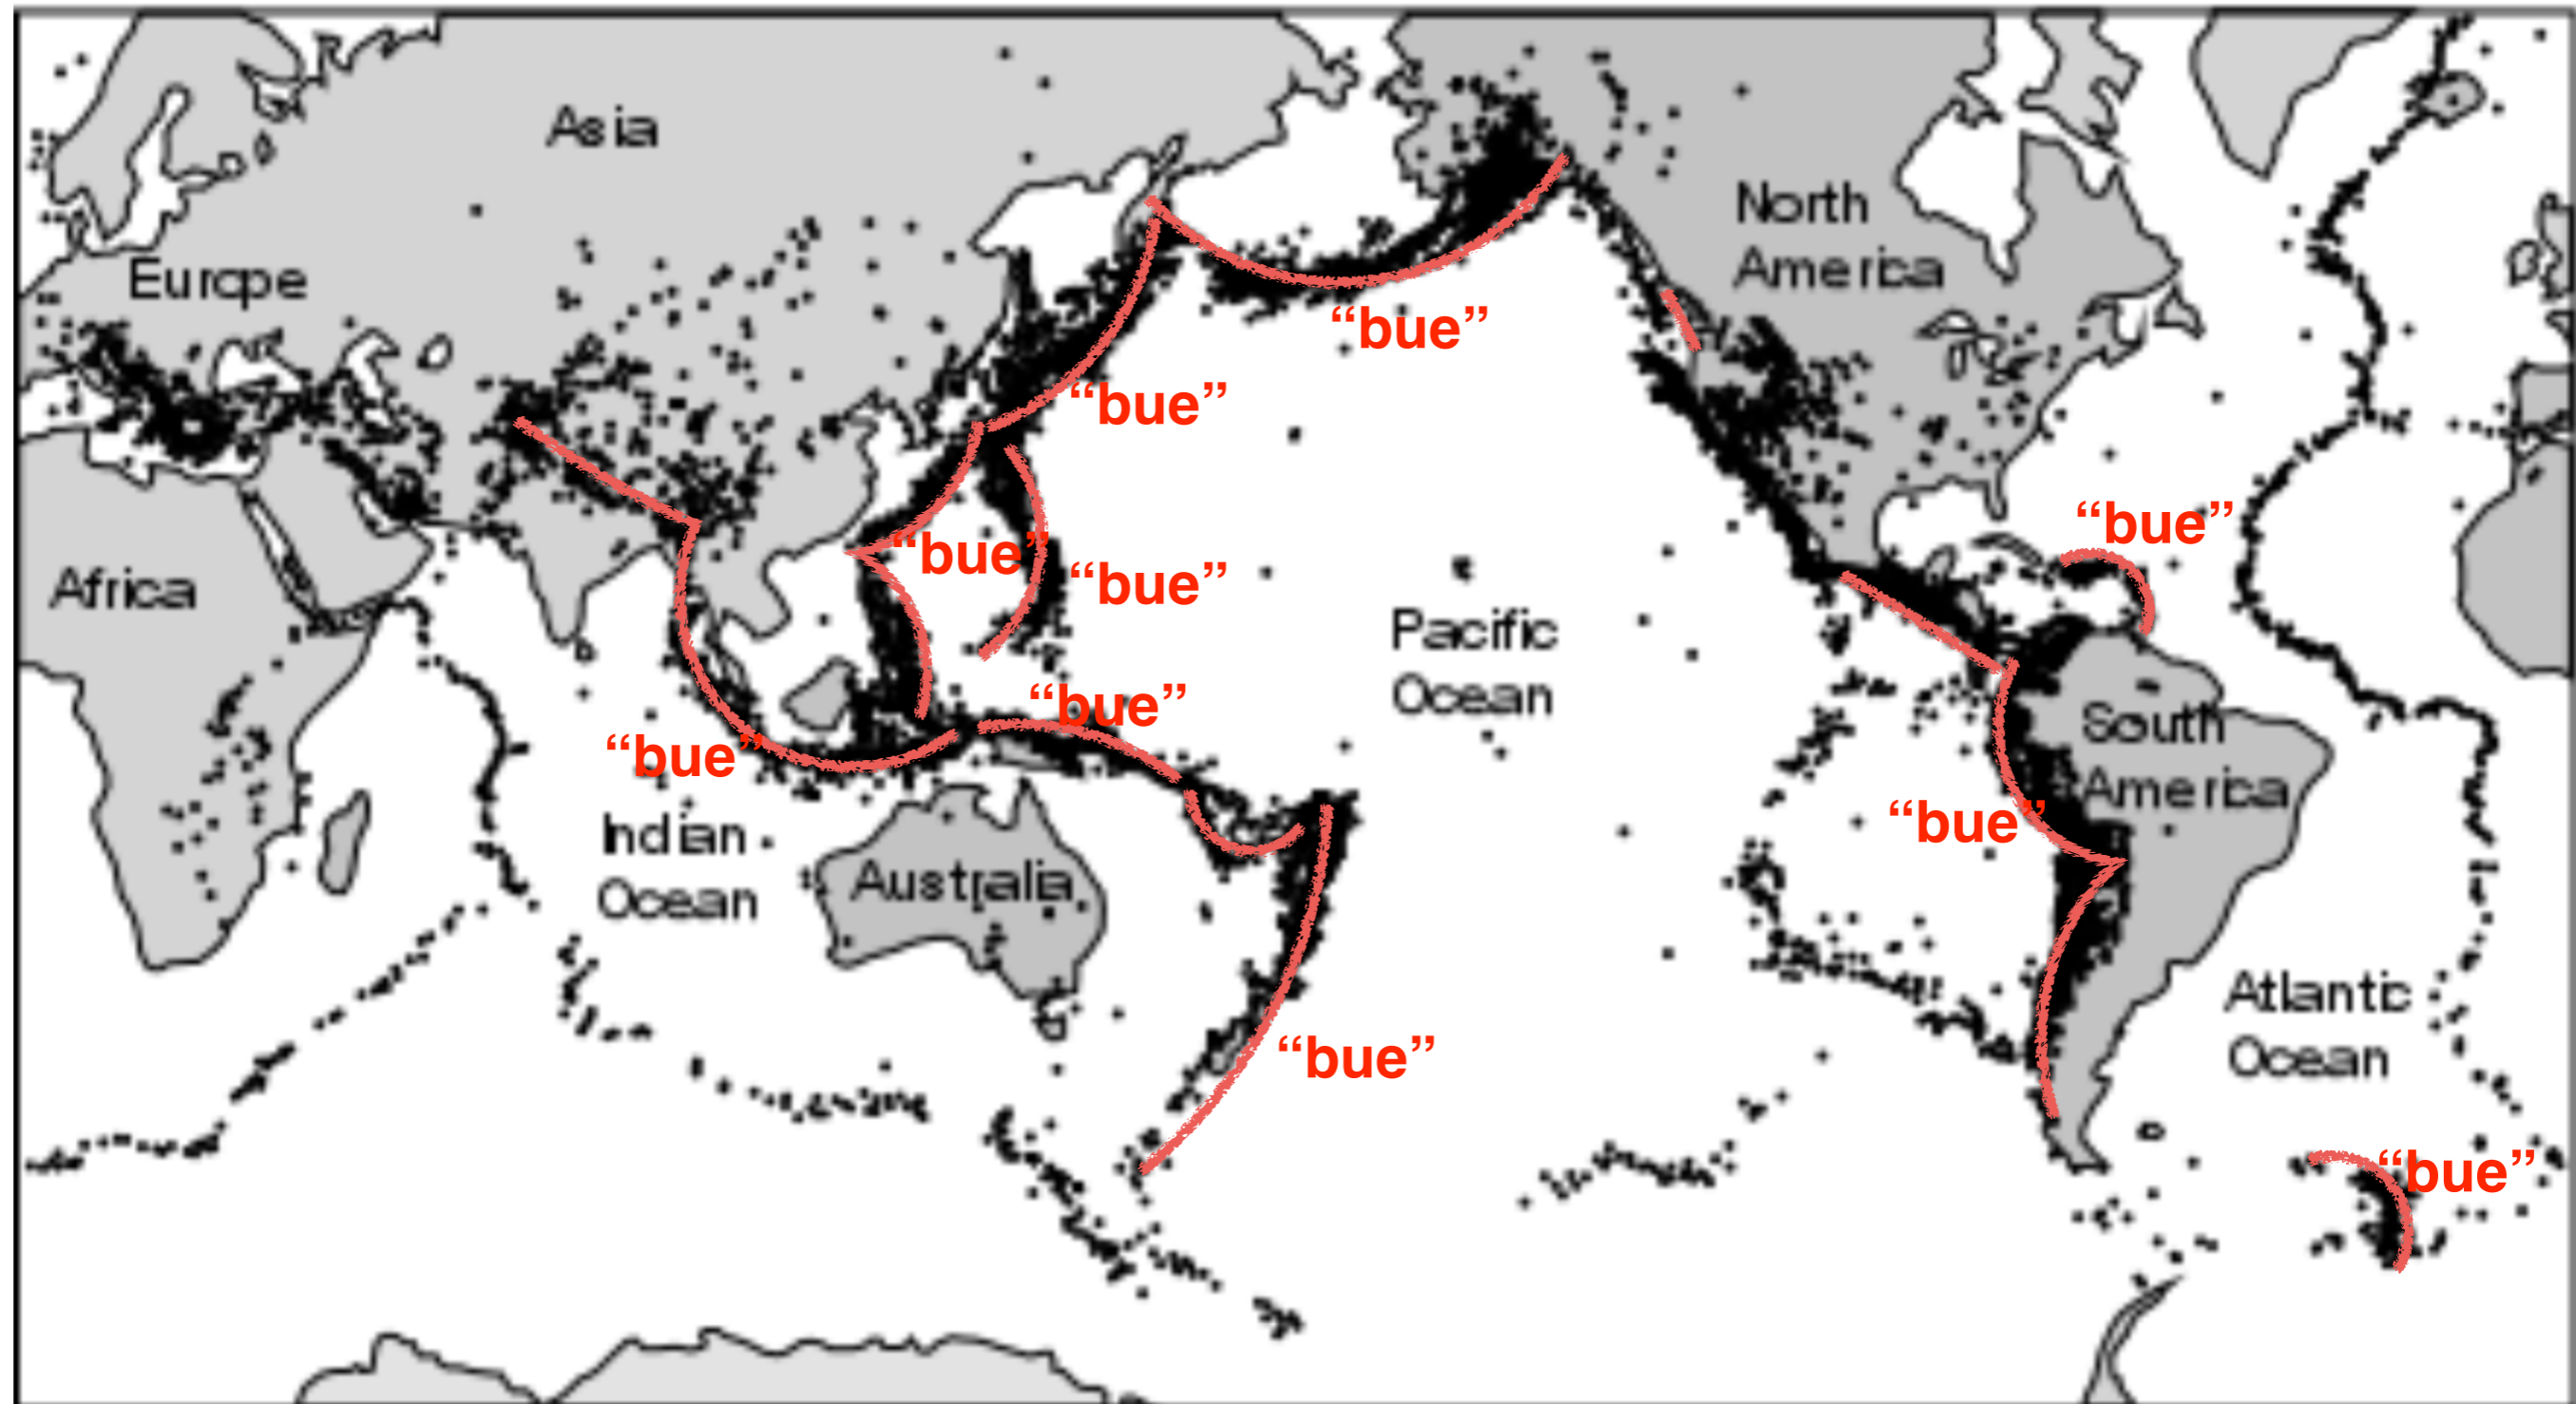 Asia
North
America
Europe
“bue”
“bue”
“bue”
“bue”
“bue”
Africa
Pacific
Ocean
“bue”
South
America
“bue”
“bue”
Indian
Ocean
Australia
Atlantic
Ocean
“bue”
“bue”